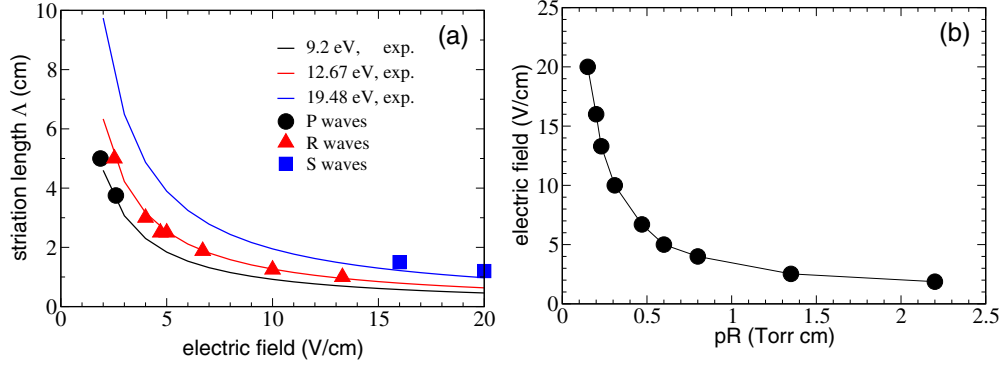 (a)
striation length Λ (cm)
10
8
6
4
2
0
9.2 eV, exp.
12.67 eV, exp.
19.48 eV, exp.
P waves
R waves
S waves
0 5 10 15 20
electric field (V/cm)
(b)
electric field (V/cm)
25
20
15
10
5
0
0 0.5 1 1.5 2 2.5
pR (Torr cm)